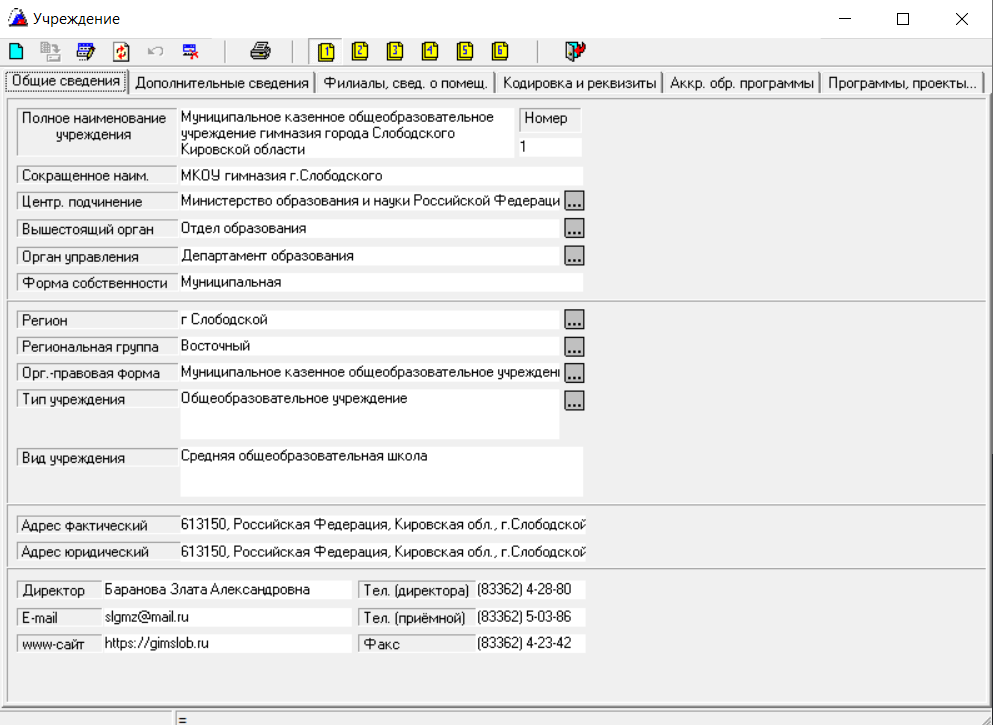 Учреждение
1 2 3 4 5 6
Общие сведения Дополнительные сведения Филиалы, свед. о помещ. Кодировка и реквизиты Аккр. обр. программы Программы, проекты...
Полное наименование
учреждения
Муниципальное казенное общеобразовательное
учреждение гимназия города Слободского
Кировской области
Номер
1
Сокращенное наим. МКОУ гимназия г.Слободского
Центр. подчинение Министерство образования и науки Российской Федераци ...
Вышестоящий орган Отдел образования ...
Орган управления Департамент образования ...
Форма собственности Муниципальная
Регион г Слободской ...
Региональная группа Восточный ...
Орг.-правовая форма Муниципальное казенное общеобразовательное учрежден ...
Тип учреждения Общеобразовательное учреждение ...
Вид учреждения Средняя общеобразовательная школа
Адрес фактический 613150, Российская Федерация, Кировская обл., г.Слободской
Адрес юридический 613150, Российская Федерация, Кировская обл., г.Слободской
Директор Баранова Злата Александровна Тел. (директора) (83362) 4-28-80
E-mail slgmz@mail.ru Тел. (приёмной) (83362) 5-03-86
www-сайт https://gimslob.ru Факс (83362) 4-23-42
=